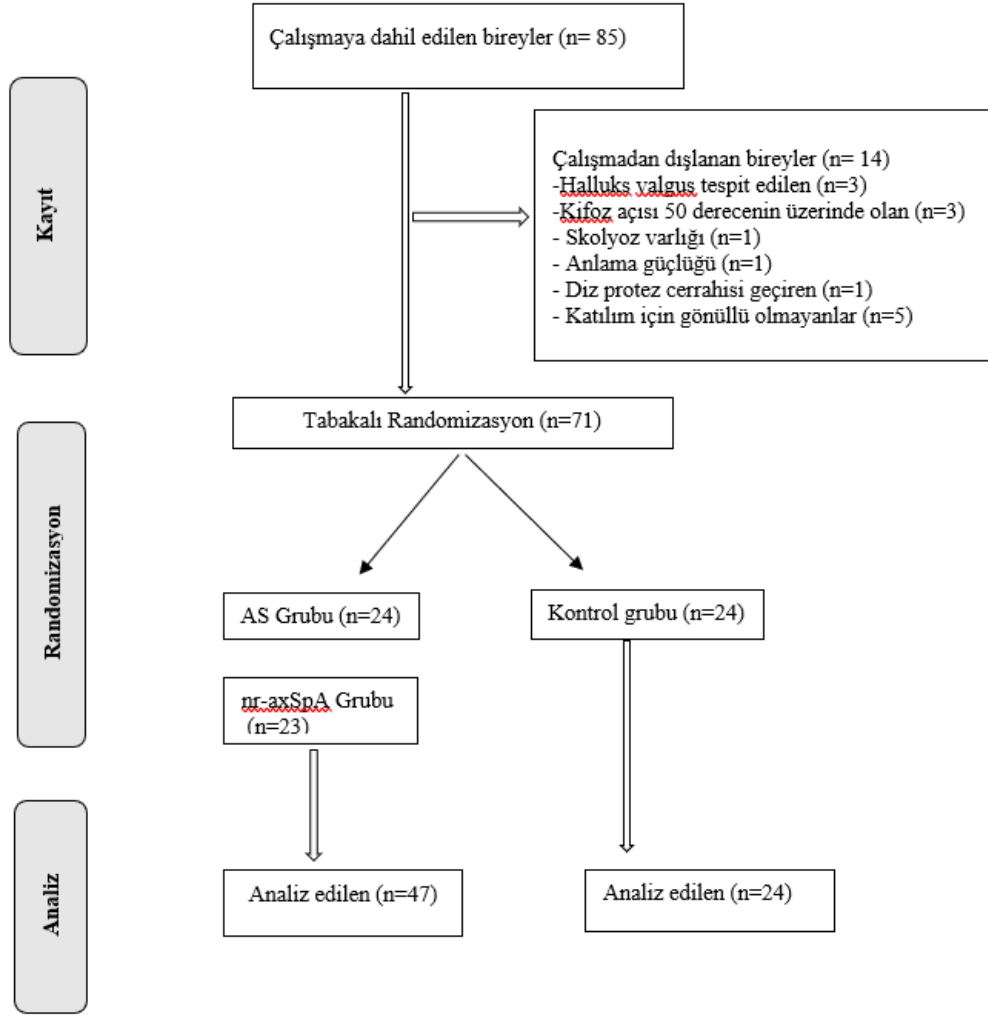 Çalışmaya dahil edilen bireyler (n= 85)
Kayıt
Çalışmadan dışlanan bireyler (n= 14)
-Halluks valgus tespit edilen (n=3)
-Kifoz açısı 50 derecenin üzerinde olan (n=3)
- Skolyoz varlığı (n=1)
- Anlama güçlüğü (n=1)
- Diz protez cerrahisi geçiren (n=1)
- Katılım için gönüllü olmayanlar (n=5)
Tabakalı Randomizasyon (n=71)
Randomizasyon
AS Grubu (n=24)
Kontrol grubu (n=24)
nr-axSpA Grubu
(n=23)
Analiz
Analiz edilen (n=47)
Analiz edilen (n=24)